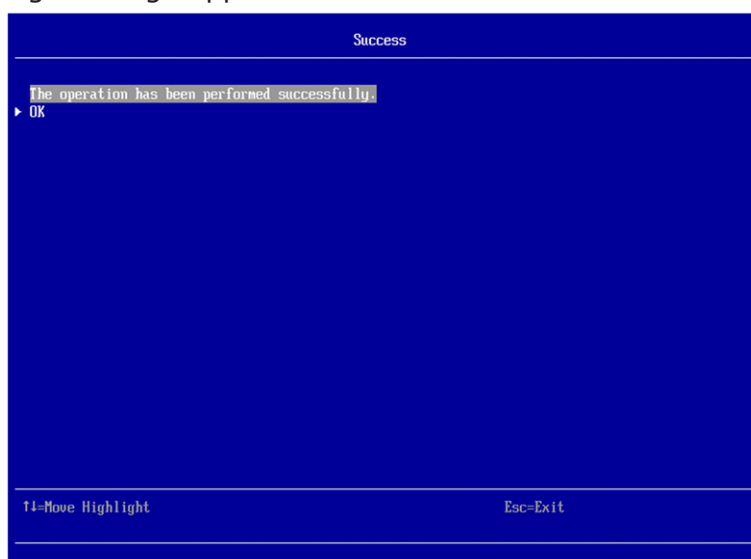 Success
The operation has been performed successfully.
► OK
↑↓=Move Highlight Esc=Exit